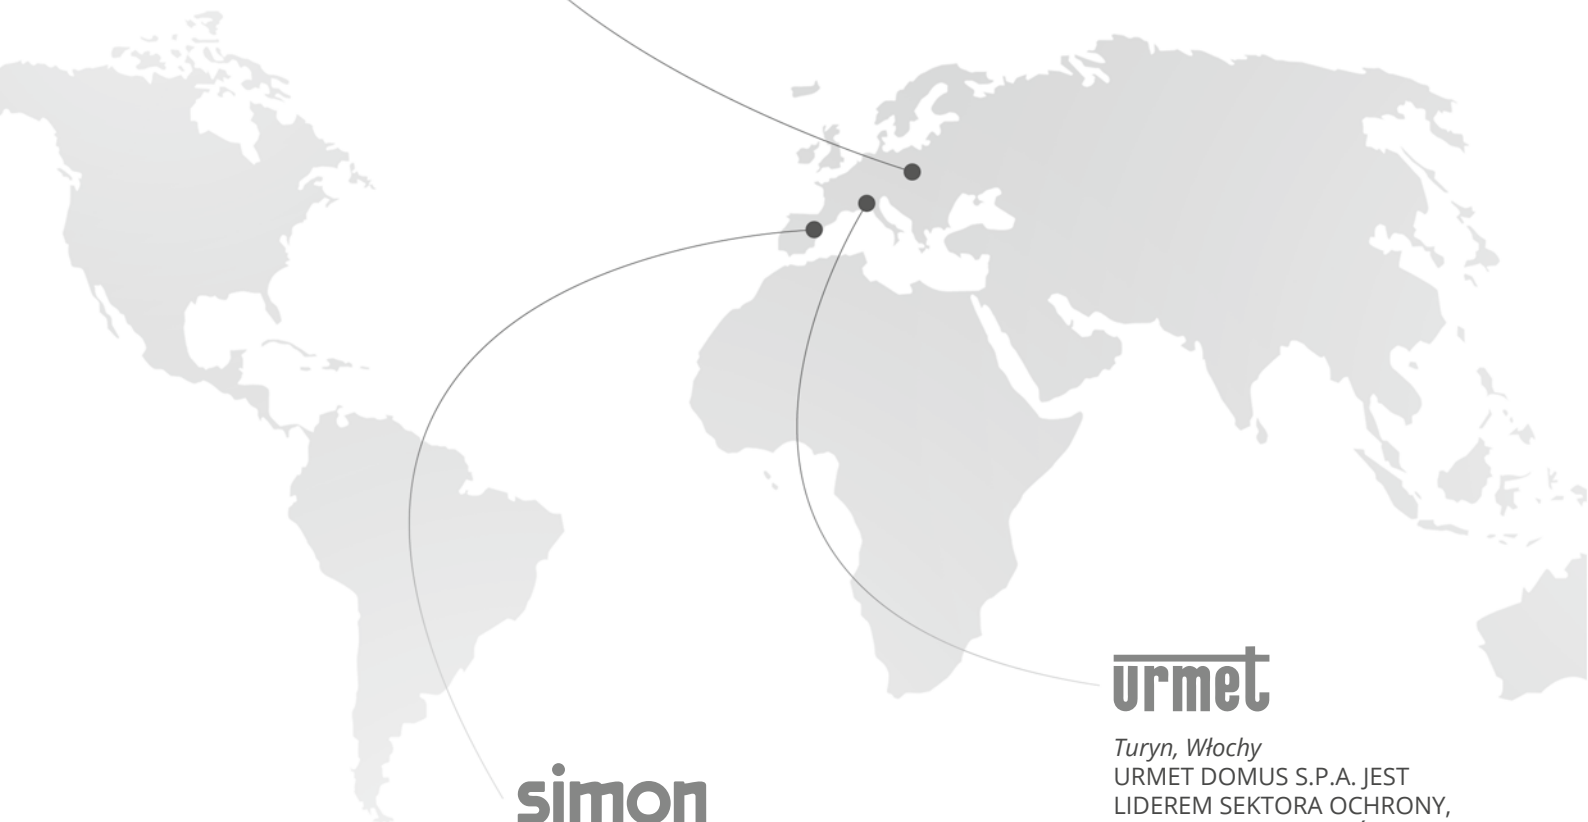 urmet
Turyn, Włochy
URMET DOMUS S.P.A. JEST
LIDEREM SEKTORA OCHRONY,
simon